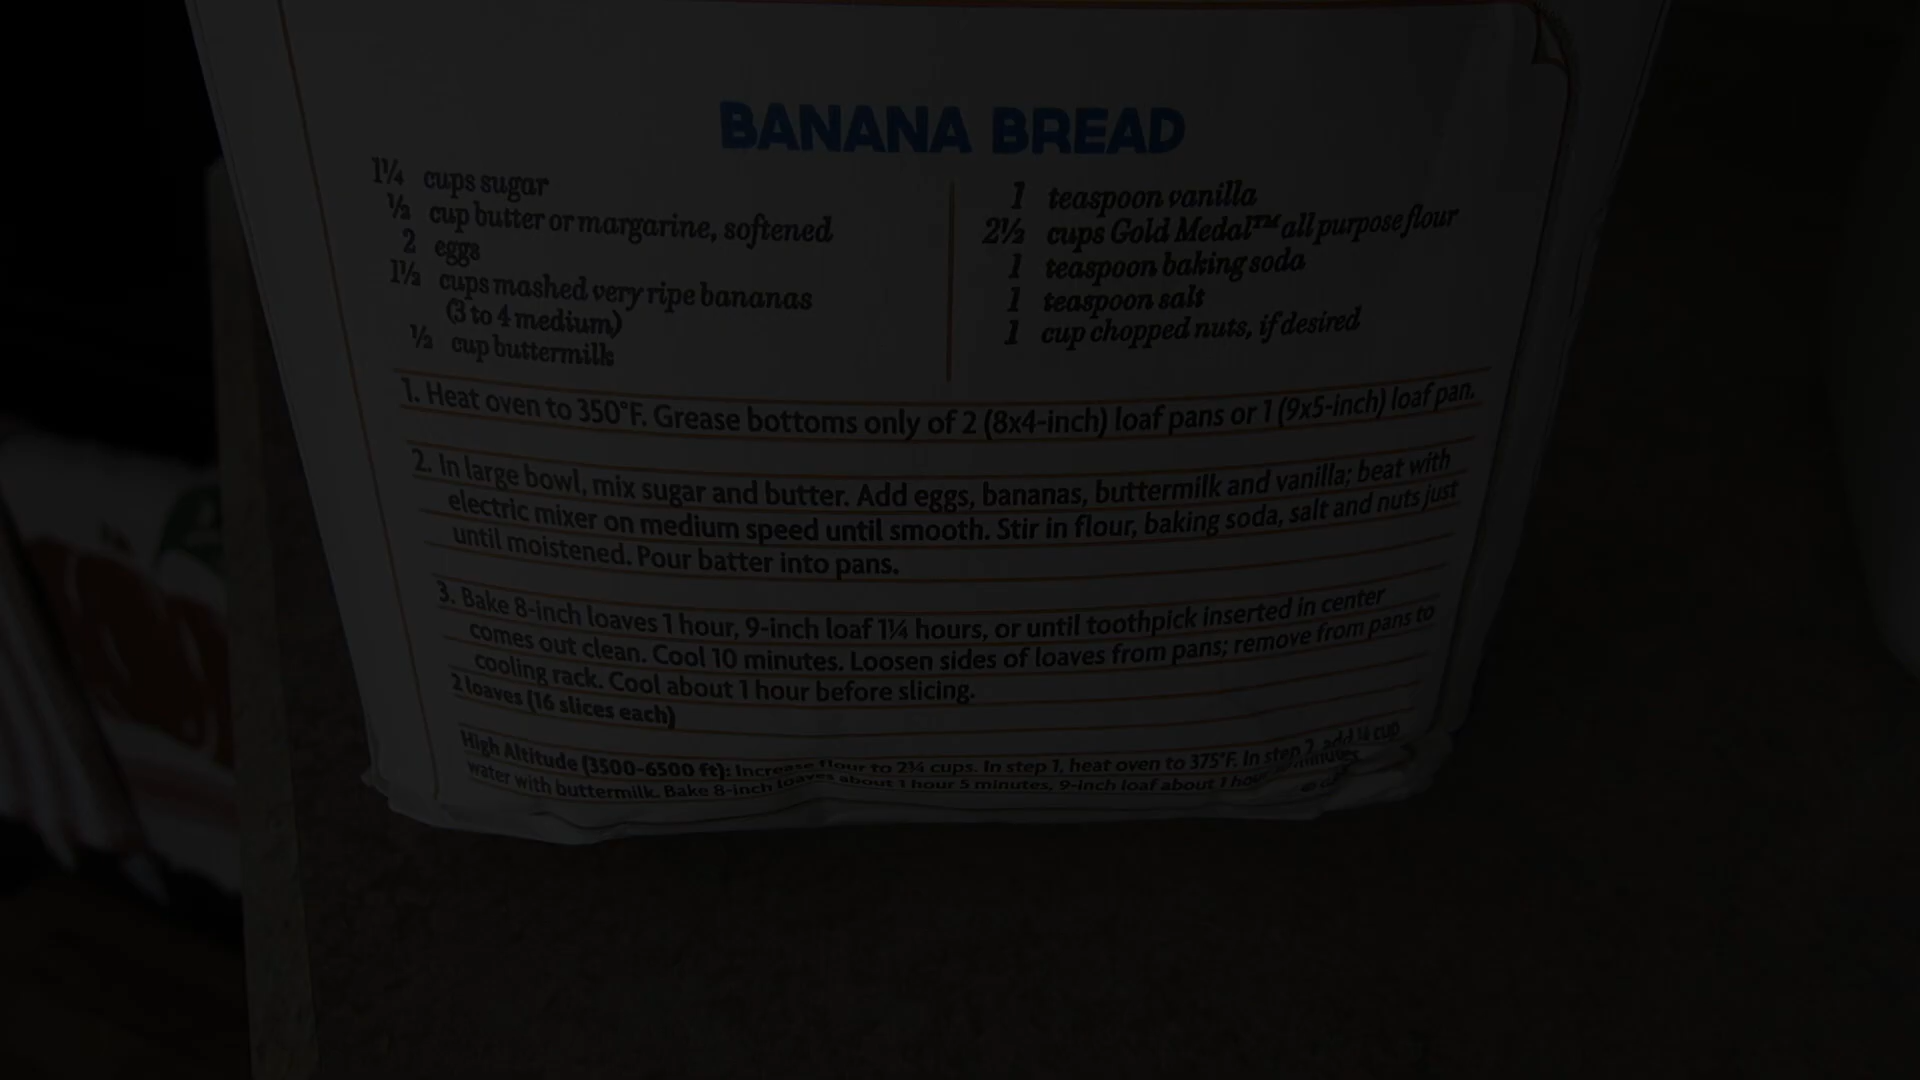 BANANA BREAD
1¼ cups sugar
½ cup butter or margarine, softened
2 eggs
1½ cups mashed very ripe bananas
(3 to 4 medium)
½ cup buttermilk
1 teaspoon vanilla
2½ cups Gold Medal™ all purpose flour
1 teaspoon baking soda
1 teaspoon salt
1 cup chopped nuts, if desired
1. Heat oven to 350°F. Grease bottoms only of 2 (8x4-inch) loaf pans or 1 (9x5-inch) loaf pan.
2. In large bowl, mix sugar and butter. Add eggs, bananas, buttermilk and vanilla; beat with
electric mixer on medium speed until smooth. Stir in flour, baking soda, salt and nuts just
until moistened. Pour batter into pans.
3. Bake 8-inch loaves 1 hour, 9-inch loaf 1¼ hours, or until toothpick inserted in center
comes out clean. Cool 10 minutes. Loosen sides of loaves from pans; remove from pans to
cooling rack. Cool about 1 hour before slicing.
2 loaves (16 slices each)
High Altitude (3500-6500 ft): Increase flour to 2¾ cups. In step 1, heat oven to 375°F. In step 2, add ¼ cup
water with buttermilk. Bake 8-inch loaves about 1 hour 5 minutes, 9-inch loaf about 1 hour minutes.